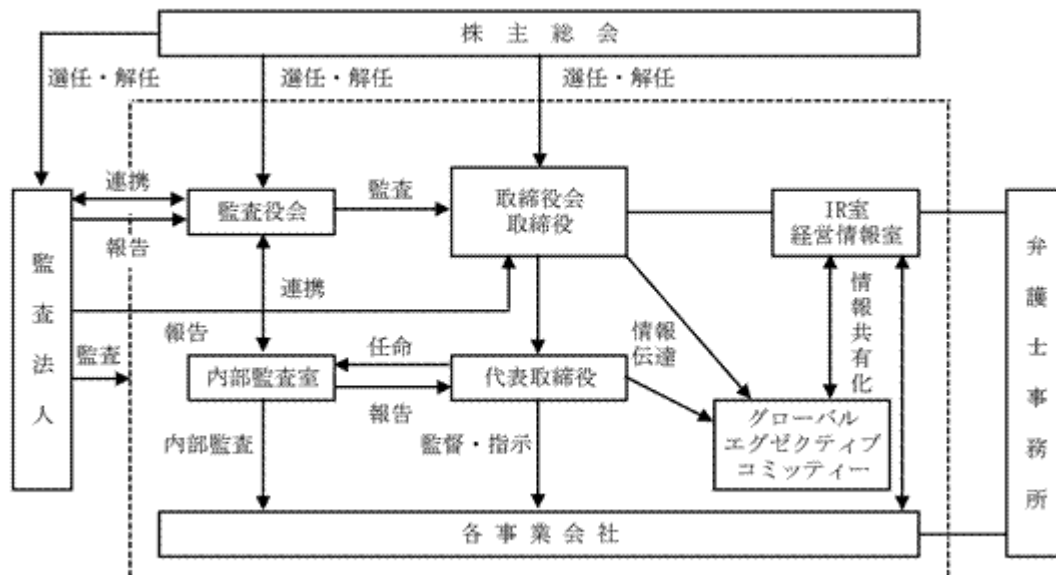 株主総会
選任・解任
選任・解任
選任・解任
連携
監査役会
監査
取締役会
取締役
IR室
経営情報室
報告
監査法人
弁護士事務所
連携
報告
情報共有化
監査
任命
情報
伝達
内部監査室
代表取締役
報告
グローバル
エグゼクティブ
コミッティー
内部監査
監督・指示
各事業会社